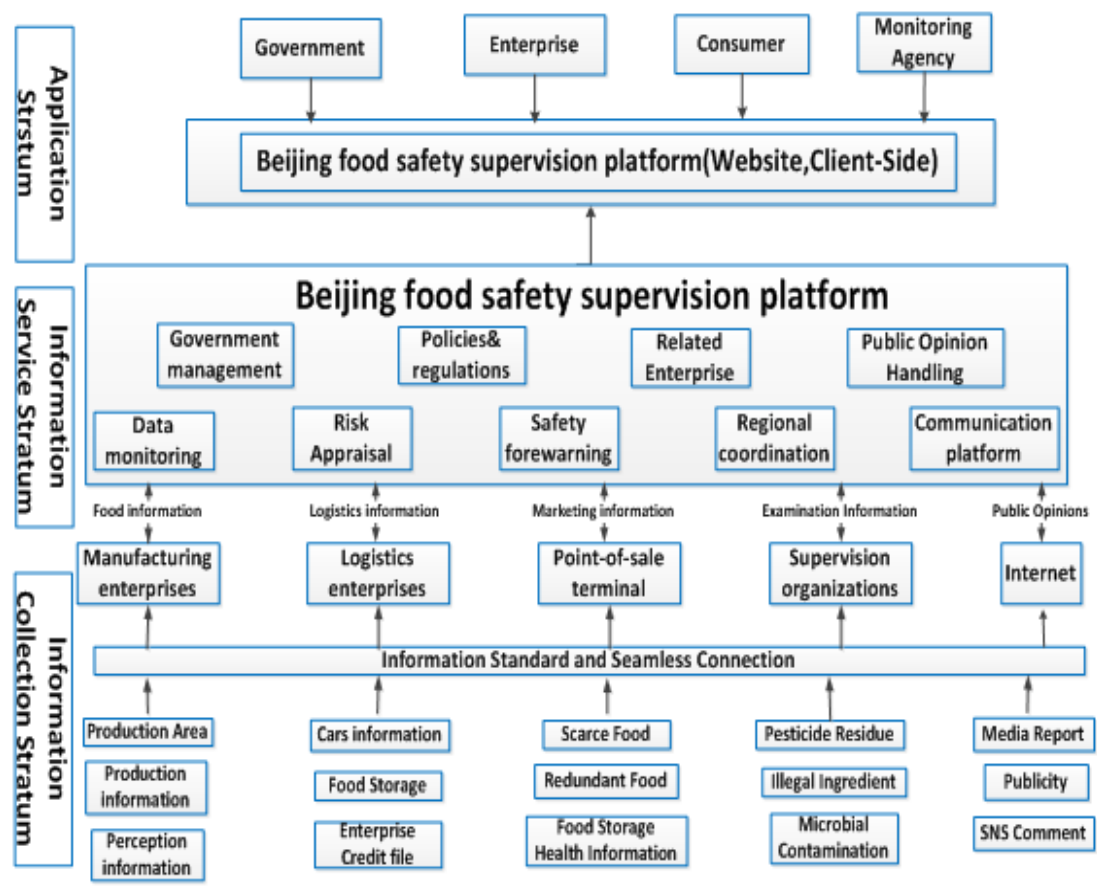 Application
Strstum
Government
Enterprise
Consumer
Monitoring
Agency
Beijing food safety supervision platform(Website,Client-Side)
Information
Service Stratum
Beijing food safety supervision platform
Government
management
Policies&
regulations
Related
Enterprise
Public Opinion
Handling
Data
monitoring
Risk
Appraisal
Safety
forewarning
Regional
coordination
Communication
platform
Food information
Logistics information
Marketing information
Examination Information
Public Opinions
Information
Collection Stratum
Manufacturing
enterprises
Logistics
enterprises
Point-of-sale
terminal
Supervision
organizations
Internet
Information Standard and Seamless Connection
Production Area
Cars information
Scarce Food
Pesticide Residue
Media Report
Production
information
Food Storage
Redundant Food
Illegal Ingredient
Publicity
Perception
information
Enterprise
Credit file
Food Storage
Health Information
Microbial
Contamination
SNS Comment